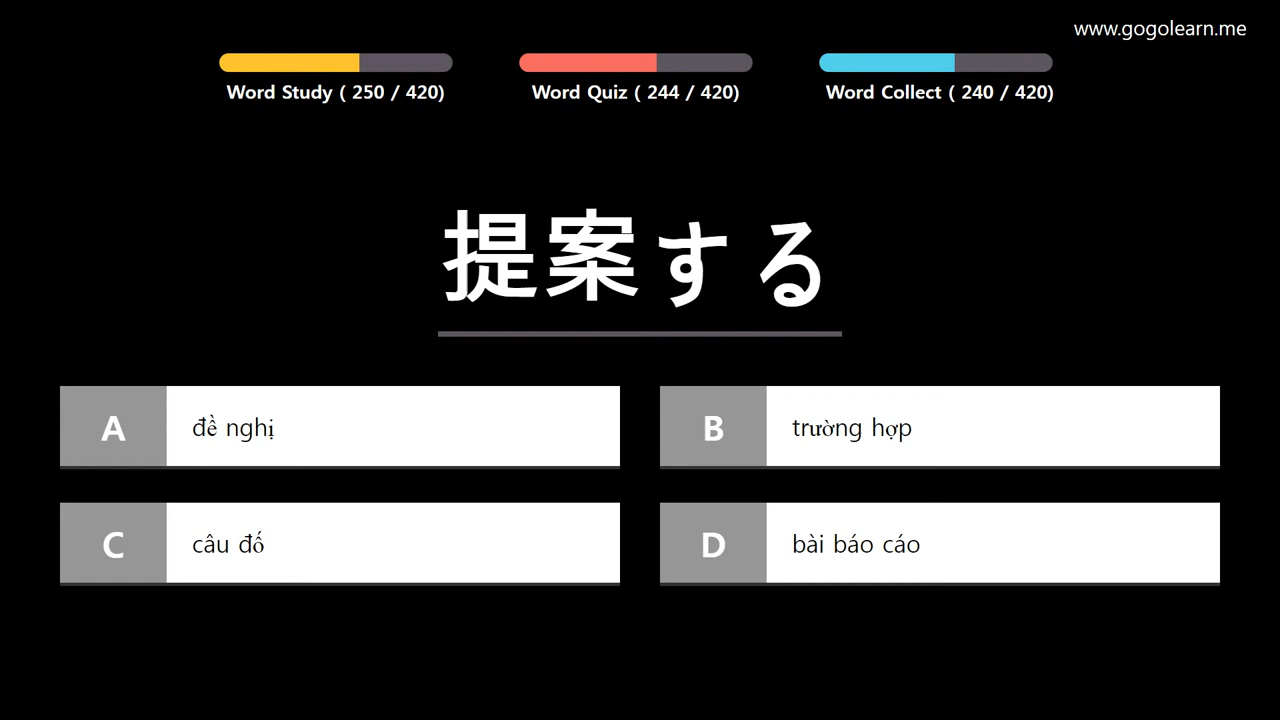 www.gogolearn.me
Word Study ( 250 / 420)
Word Quiz ( 244 / 420)
Word Collect ( 240 / 420)
提案する
A đề nghị
B trường hợp
C câu đố
D bài báo cáo